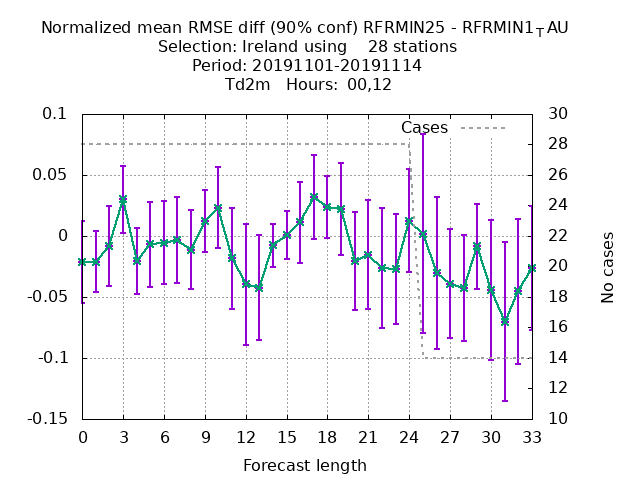 Normalized mean RMSE diff (90% conf) RFRMIN25 - RFRMIN1_TAU
Selection: Ireland using    28 stations
Period: 20191101-20191114
Td2m   Hours:  00,12
Cases
0.1
0.05
0
-0.05
-0.1
-0.15
30
28
26
24
22
20
18
16
14
12
10
No cases
0 3 6 9 12 15 18 21 24 27 30 33
Forecast length